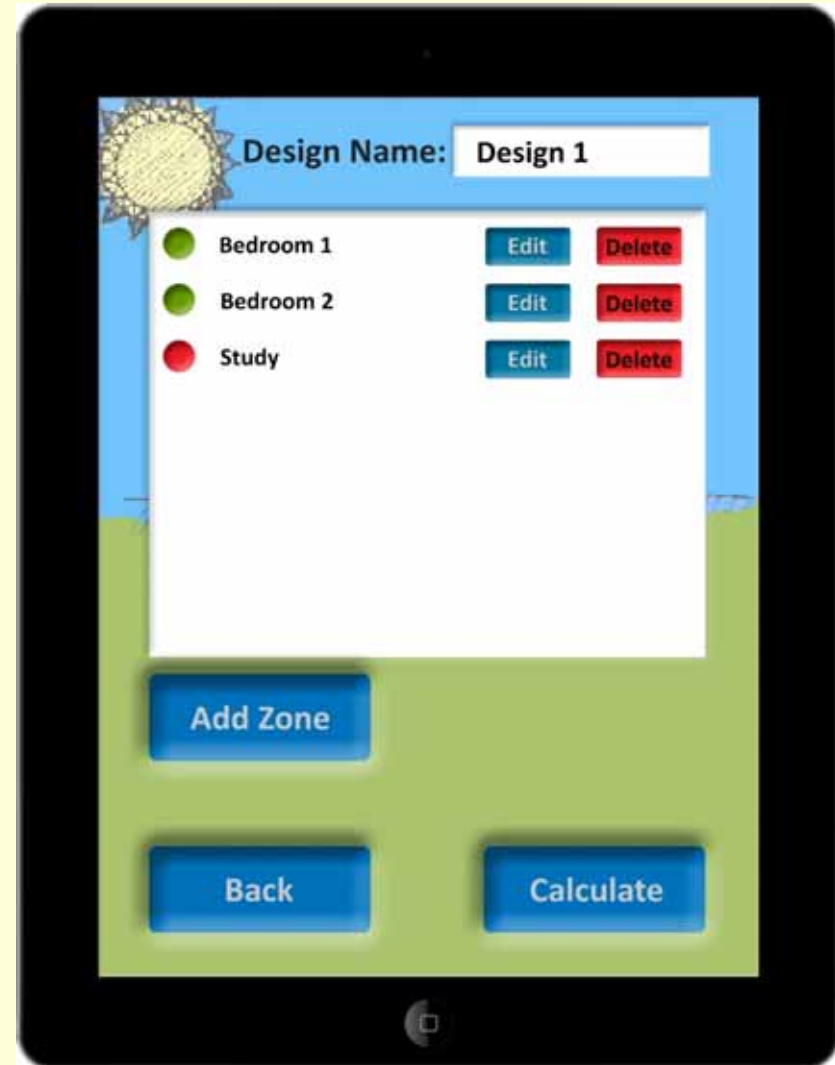 Design Name: Design 1
Bedroom 1 Edit Delete
Bedroom 2 Edit Delete
Study Edit Delete
Add Zone
Back Calculate